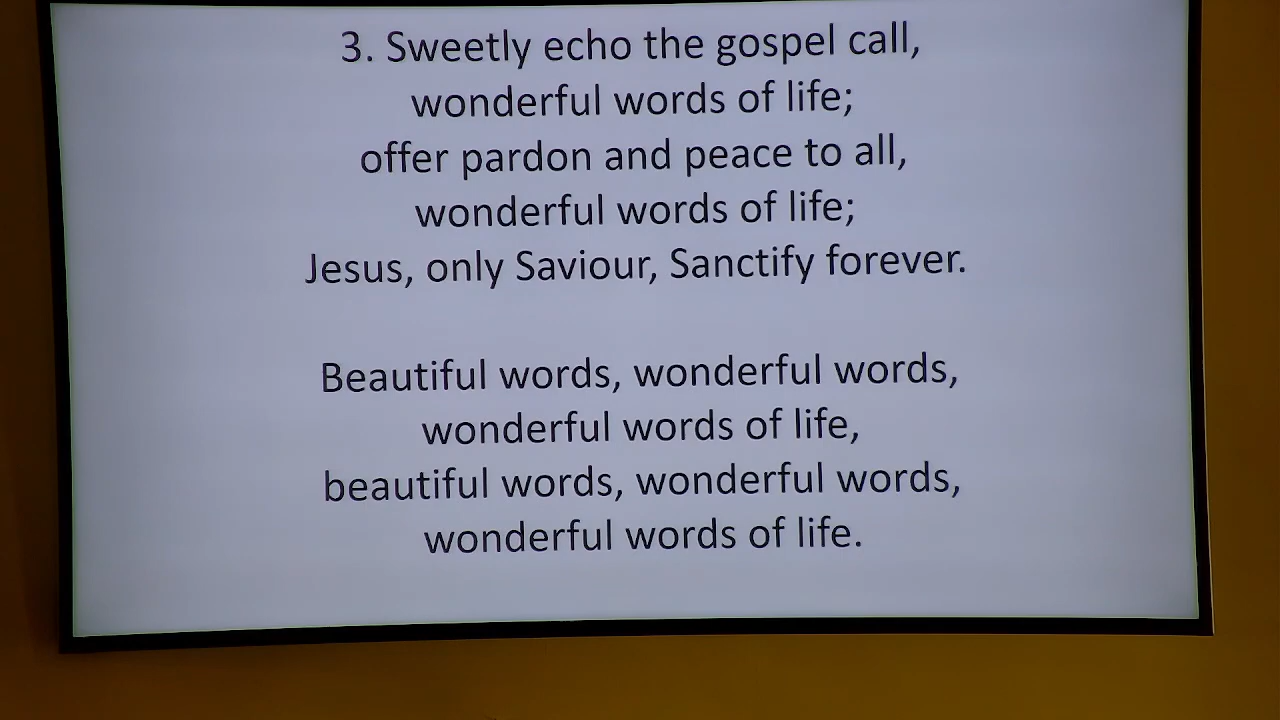 3. Sweetly echo the gospel call,
wonderful words of life;
offer pardon and peace to all,
wonderful words of life;
Jesus, only Saviour, Sanctify forever.
Beautiful words, wonderful words,
wonderful words of life,
beautiful words, wonderful words,
wonderful words of life.